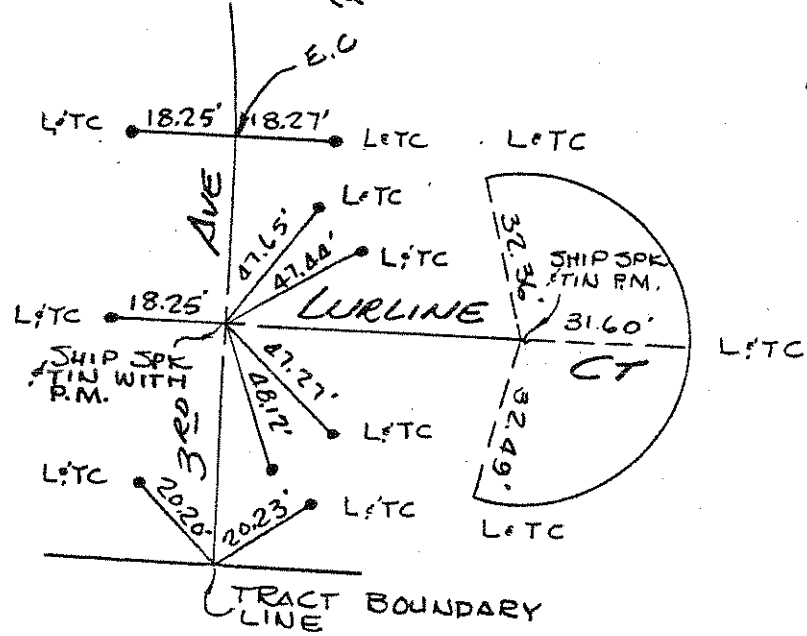 E.C
L&TC 18.25' 18.27' L&TC L&TC
AVE
L&TC
47.65'
47.44' L&TC
32.36'
SHIP SPK
& TIN P.M.
L&TC 18.25' LURLINE 31.60' L&TC
CT
SHIP SPK
& TIN WITH
P.M.
47.27'
48.12'
L&TC
3RD
32.49'
L&TC
20.20'
20.23' L&TC
L&TC
TRACT BOUNDARY
LINE